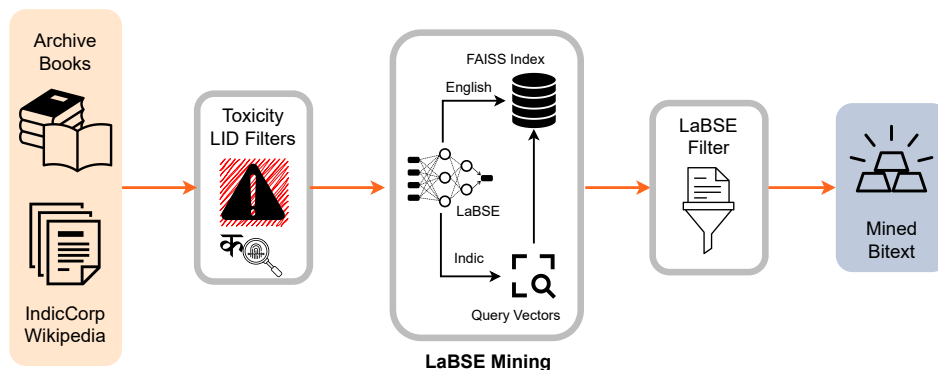 Archive
Books
IndicCorp
Wikipedia
Toxicity
LID Filters
क
FAISS Index
English
LaBSE
Indic
Query Vectors
LaBSE Mining
LaBSE
Filter
Mined
Bitext